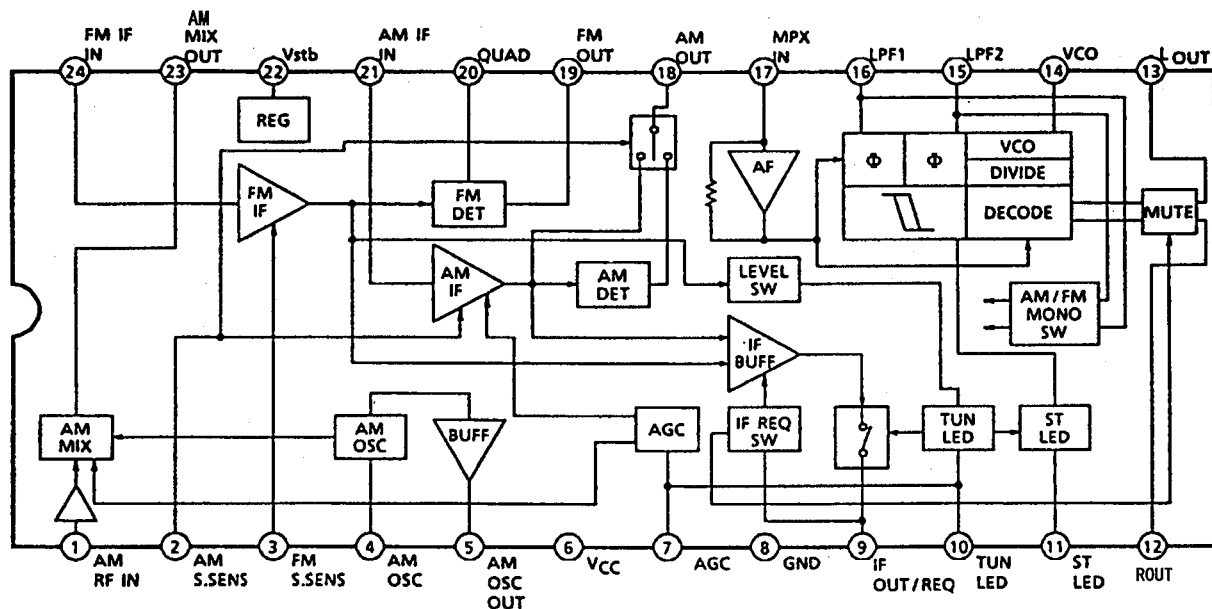 FM IF
IN
AM
MIX
OUT
Vstb
AM IF
IN
QUAD
FM
OUT
AM
OUT
MPX
IN
LPF1
LPF2
VCO
LOUT
24
23
22
21
20
19
18
17
16
15
14
13
REG
FM
IF
FM
DET
AF
Φ
Φ
VCO
DIVIDE
DECODE
MUTE
AM
IF
AM
DET
LEVEL
SW
AM/FM
MONO
SW
IF
BUFF
AM
MIX
AM
OSC
BUFF
AGC
IF REQ
SW
TUN
LED
ST
LED
1
2
3
4
5
6
7
8
9
10
11
12
AM
RF IN
AM
S.SENS
FM
S.SENS
AM
OSC
AM
OSC
OUT
VCC
AGC
GND
IF
OUT/REQ
TUN
LED
ST
LED
ROUT